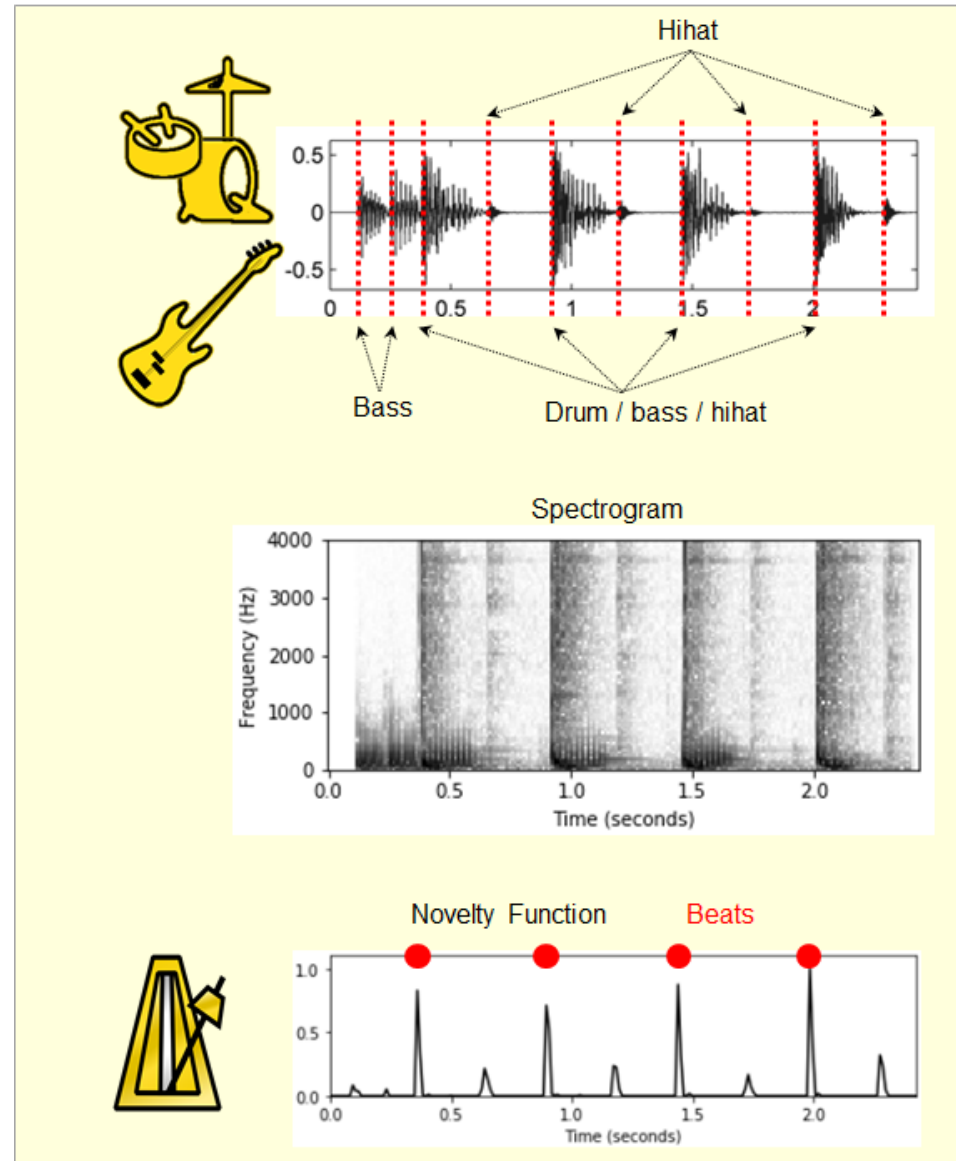 Hihat
0.5
0
-0.5
0 0.5 1 1.5 2
Bass
Drum / bass / hihat
Spectrogram
4000
3000
2000
1000
0
Frequency (Hz)
0.0 0.5 1.0 1.5 2.0
Time (seconds)
Novelty Function Beats
1.0
0.5
0.0
0.0 0.5 1.0 1.5 2.0
Time (seconds)